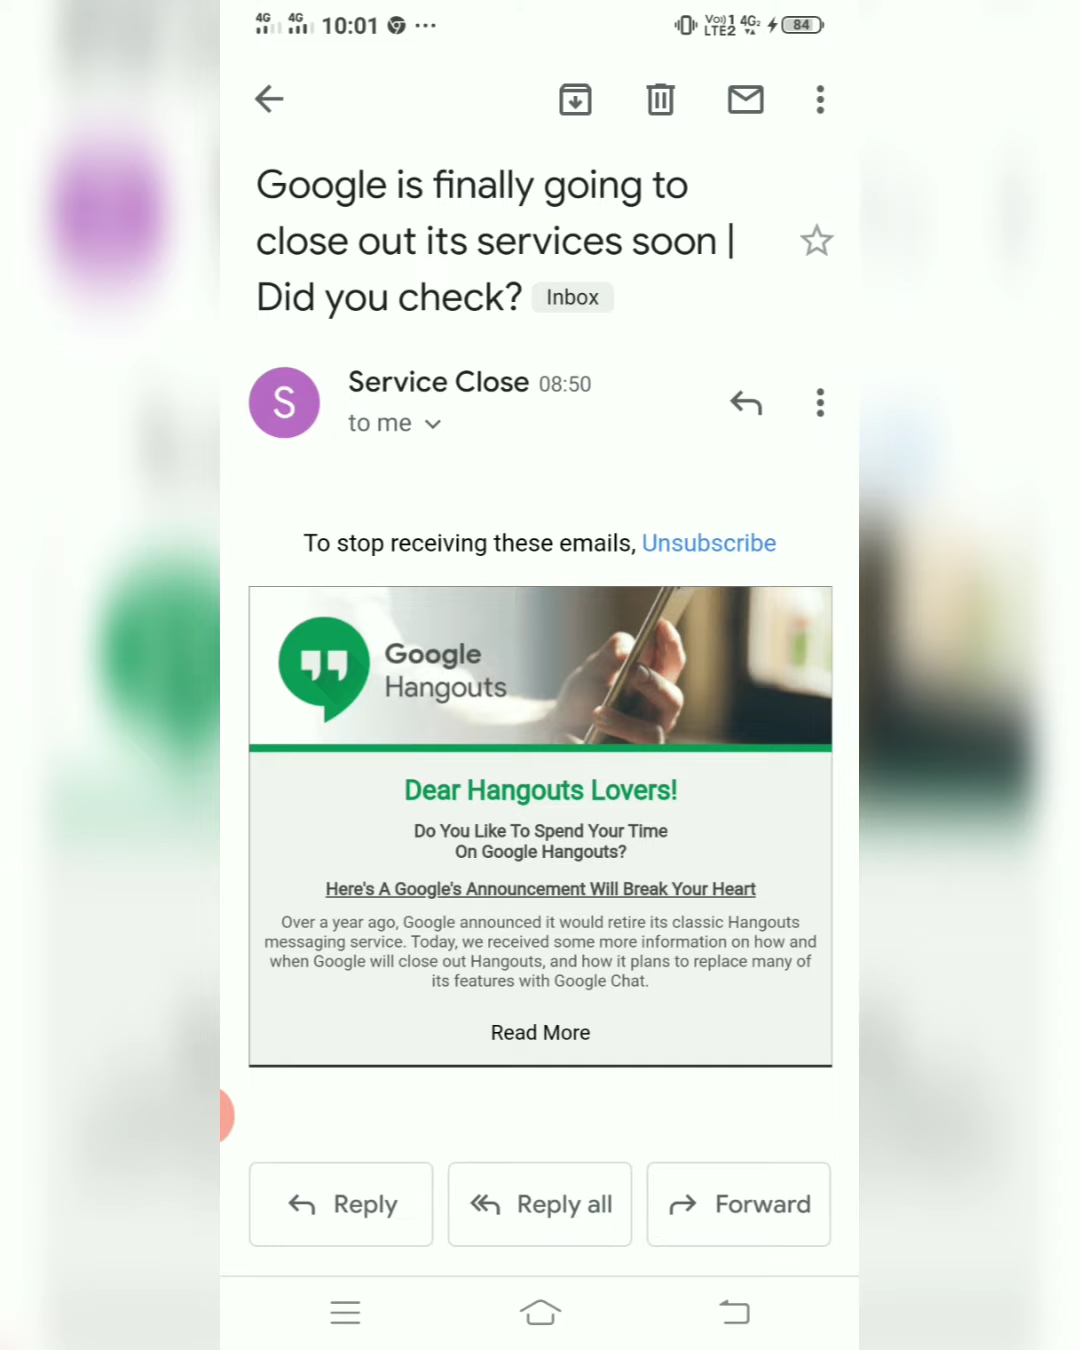 4G 4G 10:01 ... Vo) 1 LTE2 4G2 84
Google is finally going to
close out its services soon |
Did you check? Inbox
S Service Close 08:50
to me
To stop receiving these emails, Unsubscribe
Google
Hangouts
Dear Hangouts Lovers!
Do You Like To Spend Your Time
On Google Hangouts?
Here's A Google's Announcement Will Break Your Heart
Over a year ago, Google announced it would retire its classic Hangouts
messaging service. Today, we received some more information on how and
when Google will close out Hangouts, and how it plans to replace many of
its features with Google Chat.
Read More
Reply Reply all Forward